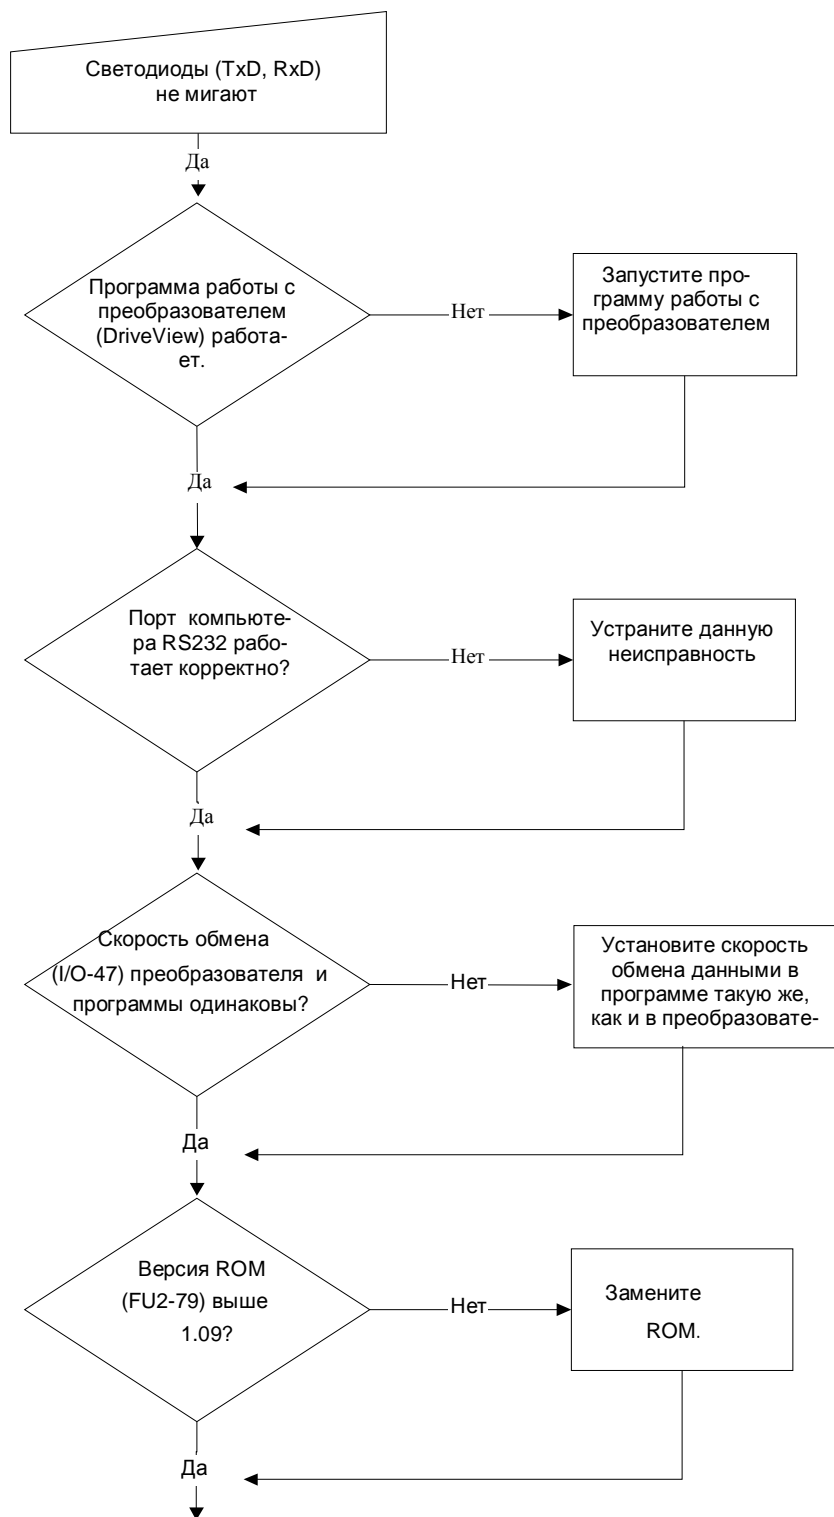 Светодиоды (TxD, RxD)
не мигают
Да
Программа работы с
преобразователем
(DriveView) работа-
ет.
Нет
Запустите про-
грамму работы с
преобразователем
Да
Порт компьюте-
ра RS232 рабо-
тает корректно?
Нет
Устраните данную
неисправность
Да
Скорость обмена
(I/O-47) преобразователя и
программы одинаковы?
Нет
Установите скорость
обмена данными в
программе такую же,
как и в преобразовате-
Да
Версия ROM
(FU2-79) выше
1.09?
Нет
Замените
ROM.
Да